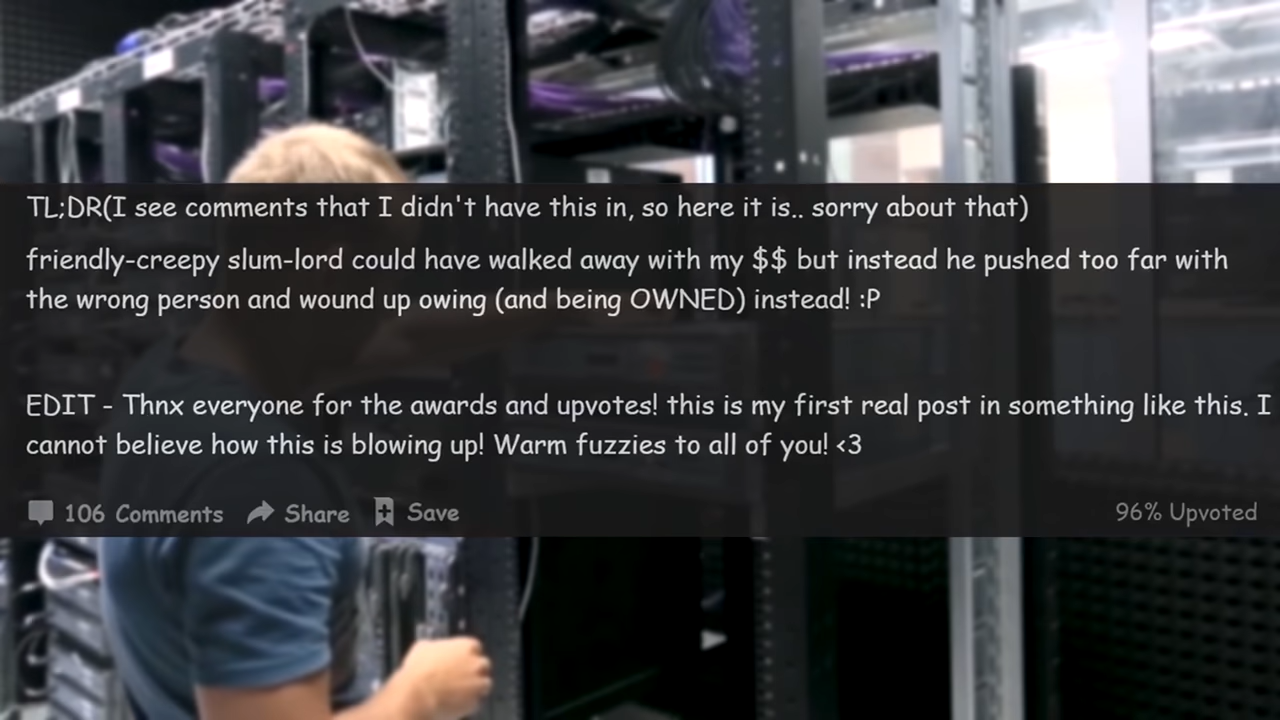 TL;DR(I see comments that I didn't have this in, so here it is.. sorry about that)
friendly-creepy slum-lord could have walked away with my $$ but instead he pushed too far with
the wrong person and wound up owing (and being OWNED) instead! :P
EDIT - Thnx everyone for the awards and upvotes! this is my first real post in something like this. I
cannot believe how this is blowing up! Warm fuzzies to all of you! <3
106 Comments Share Save 96% Upvoted